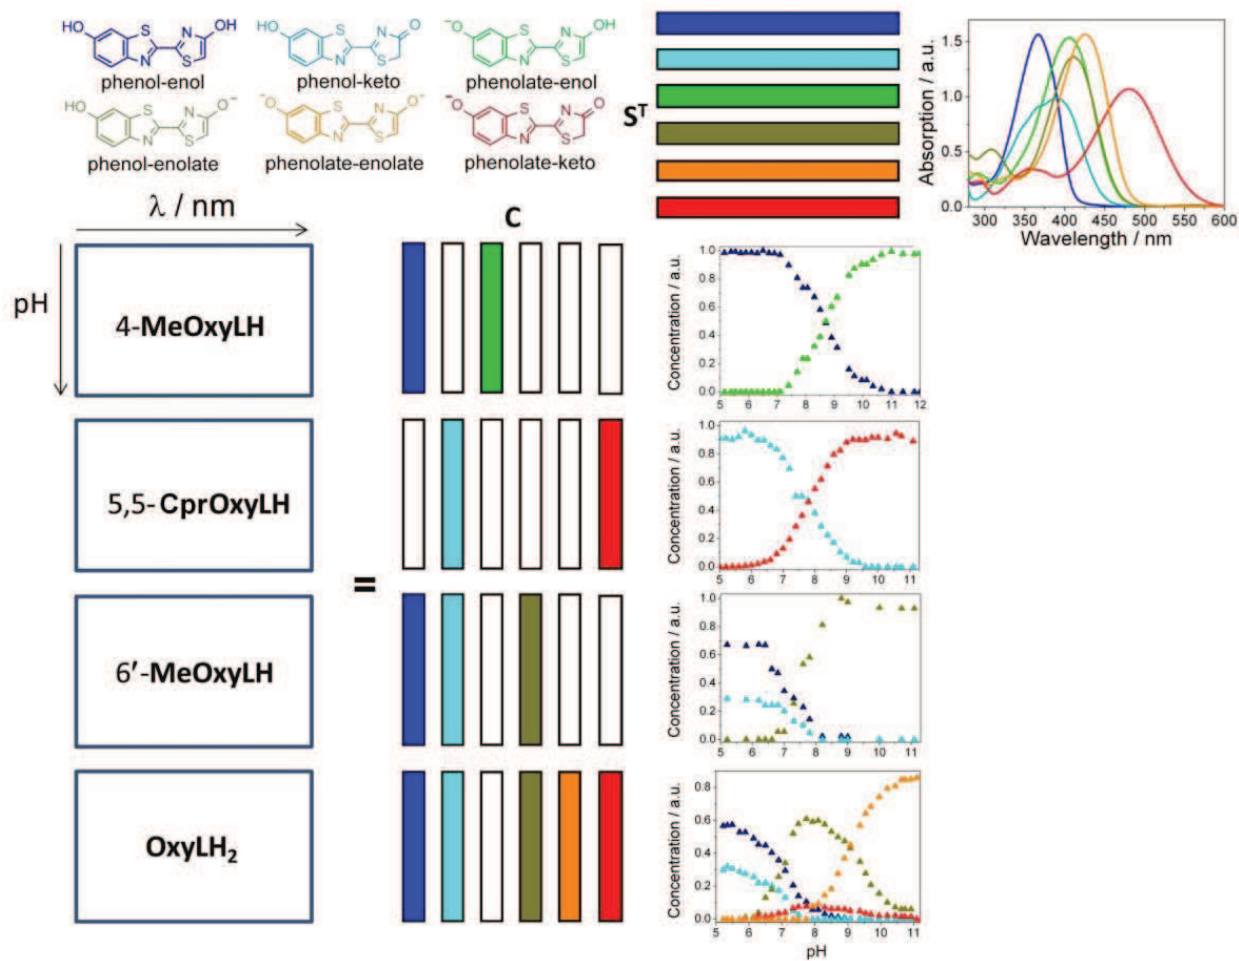 HO
S
N
OH
N
S
HO
S
N
O
N
S
⁻O
S
N
OH
N
S
phenol-enol
phenol-keto
phenolate-enol
HO
S
N
O⁻
N
S
⁻O
S
N
O⁻
N
S
⁻O
S
N
O
N
S
phenol-enolate
phenolate-enolate
phenolate-keto
Sᵀ
Absorption / a.u.
1.5
1.0
0.5
0.0
300 350 400 450 500 550 600
Wavelength / nm
λ / nm
C
pH
4-MeOxyLH
Concentration / a.u.
1.0
0.8
0.6
0.4
0.2
0.0
5 6 7 8 9 10 11 12
5,5- CprOxyLH
Concentration / a.u.
1.0
0.8
0.6
0.4
0.2
0.0
5 6 7 8 9 10 11
=
6′-MeOxyLH
Concentration / a.u.
1.0
0.8
0.6
0.4
0.2
0.0
5 6 7 8 9 10 11
OxyLH₂
Concentration / a.u.
0.8
0.6
0.4
0.2
0.0
5 6 7 8 9 10 11
pH